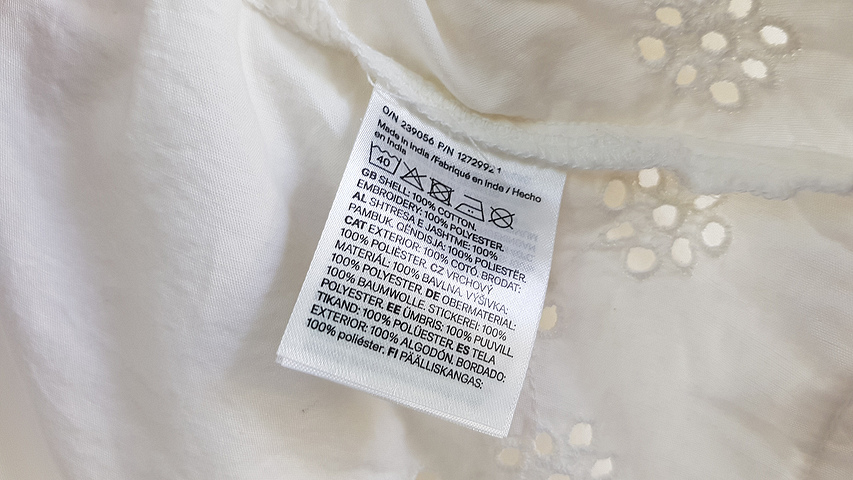 O/N 239056 P/N 1272992 1
Made in India /Fabriqué en Inde / Hecho
en India
40
GB SHELL: 100% COTTON.
EMBROIDERY: 100% POLYESTER.
AL SHTRESA E JASHTME: 100%
PAMBUK. QËNDISJA: 100% POLIESTËR.
CAT EXTERIOR: 100% COTÓ. BRODAT:
100% POLIÈSTER. CZ VRCHOVÝ
MATERIÁL: 100% BAVLNA. VÝŠIVKA:
100% POLYESTER. DE OBERMATERIAL:
100% BAUMWOLLE. STICKEREI: 100%
POLYESTER. EE ÜMBRIS: 100% PUUVILL.
TIKAND: 100% POLÜESTER. ES TELA
EXTERIOR: 100% ALGODÓN. BORDADO:
100% poliéster. FI PÄÄLLISKANGAS: